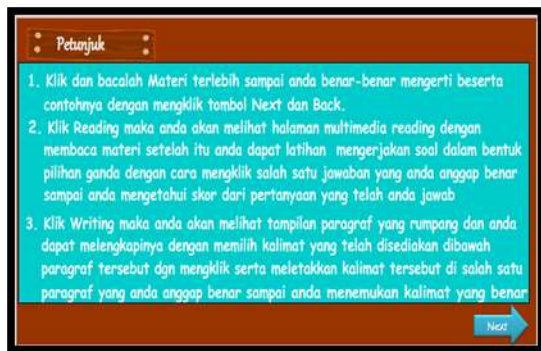 Petunjuk
1. Klik dan bacalah Materi terlebih sampai anda benar-benar mengerti beserta
contohnya dengan mengklik tombol Next dan Back.
2. Klik Reading maka anda akan melihat halaman multimedia reading dengan
membaca materi setelah itu anda dapat latihan mengerjakan soal dalam bentuk
pilihan ganda dengan cara mengklik salah satu jawaban yang anda anggap benar
sampai anda mengetahui skor dari pertanyaan yang telah anda jawab
3. Klik Writing maka anda akan melihat tampilan paragraf yang rumpang dan anda
dapat melengkapinya dengan memilih kalimat yang telah disediakan dibawah
paragraf tersebut dgn mengklik serta meletakkan kalimat tersebut di salah satu
paragraf yang anda anggap benar sampai anda menemukan kalimat yang benar
Next